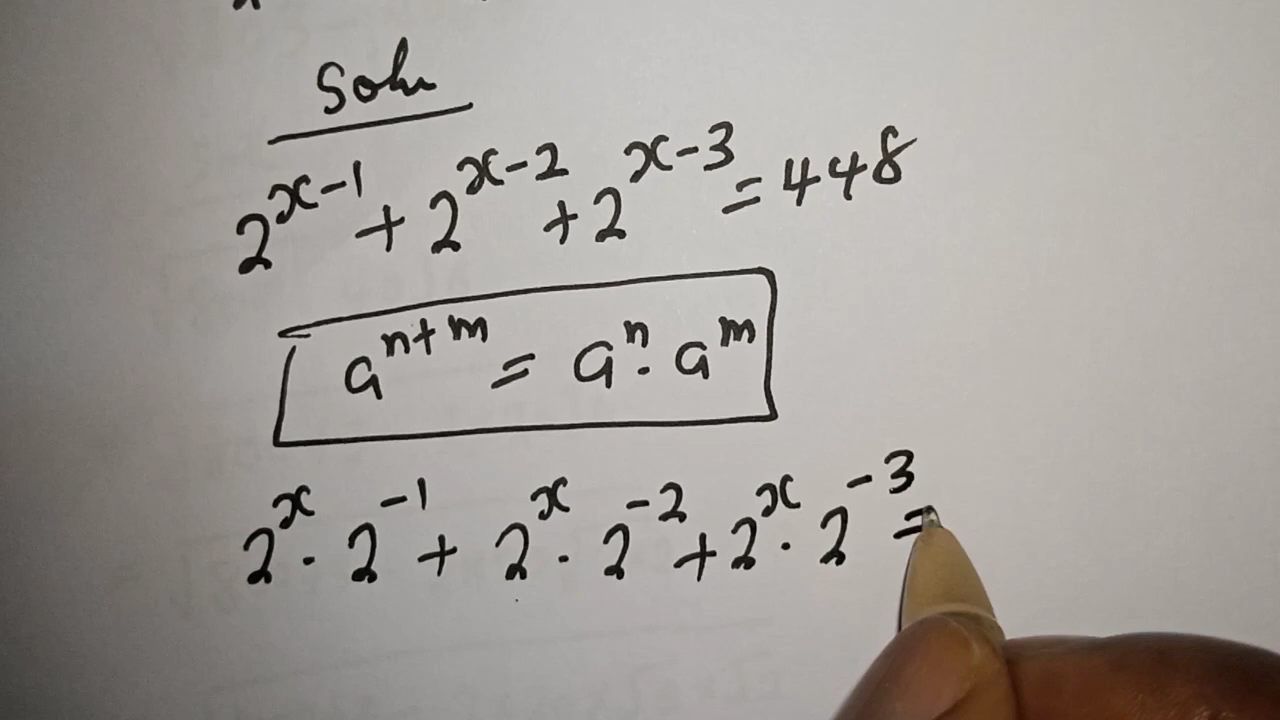 Soln
2^{x-1} + 2^{x-2} + 2^{x-3} = 448
a^{n+m} = a^n · a^m
2^x · 2^{-1} + 2^x · 2^{-2} + 2^x · 2^{-3} =